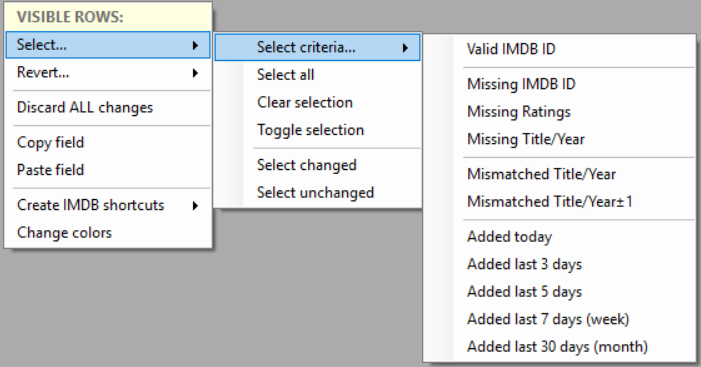 VISIBLE ROWS:
Select...
Revert...
Discard ALL changes
Copy field
Paste field
Create IMDB shortcuts
Change colors
Select criteria...
Select all
Clear selection
Toggle selection
Select changed
Select unchanged
Valid IMDB ID
Missing IMDB ID
Missing Ratings
Missing Title/Year
Mismatched Title/Year
Mismatched Title/Year±1
Added today
Added last 3 days
Added last 5 days
Added last 7 days (week)
Added last 30 days (month)